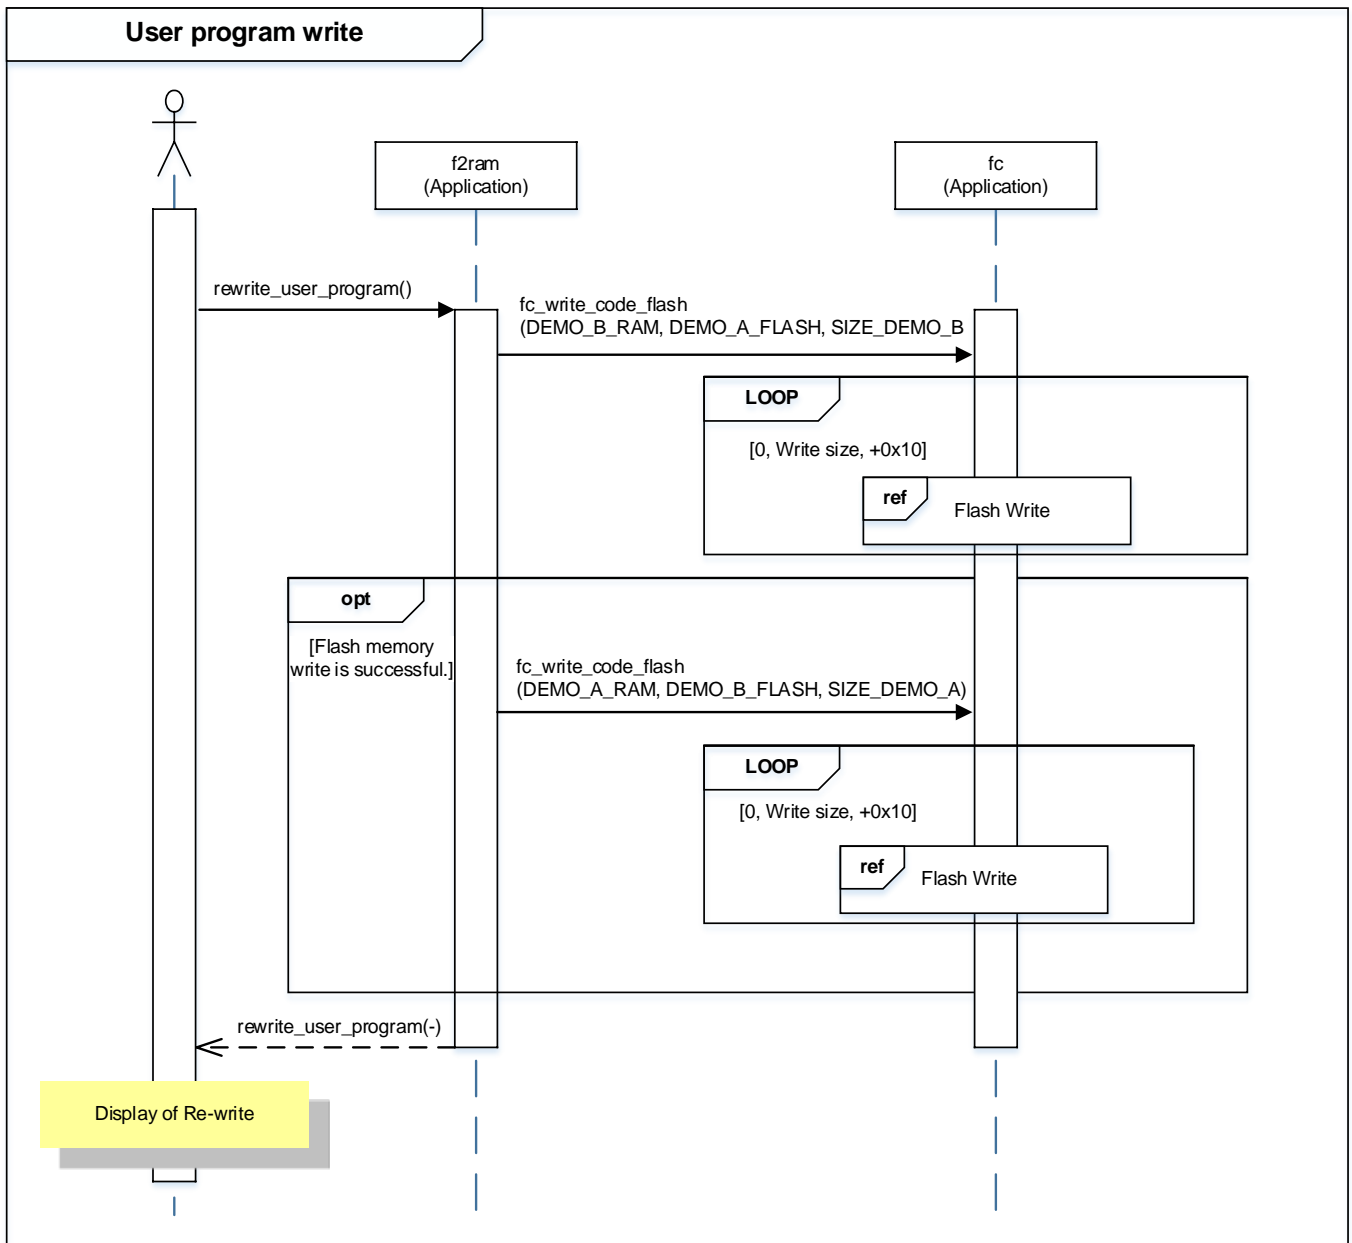 User program write
f2ram
(Application)
fc
(Application)
rewrite_user_program()
fc_write_code_flash
(DEMO_B_RAM, DEMO_A_FLASH, SIZE_DEMO_B
LOOP
[0, Write size, +0x10]
ref
Flash Write
opt
[Flash memory
write is successful.]
fc_write_code_flash
(DEMO_A_RAM, DEMO_B_FLASH, SIZE_DEMO_A)
LOOP
[0, Write size, +0x10]
ref
Flash Write
rewrite_user_program(-)
Display of Re-write